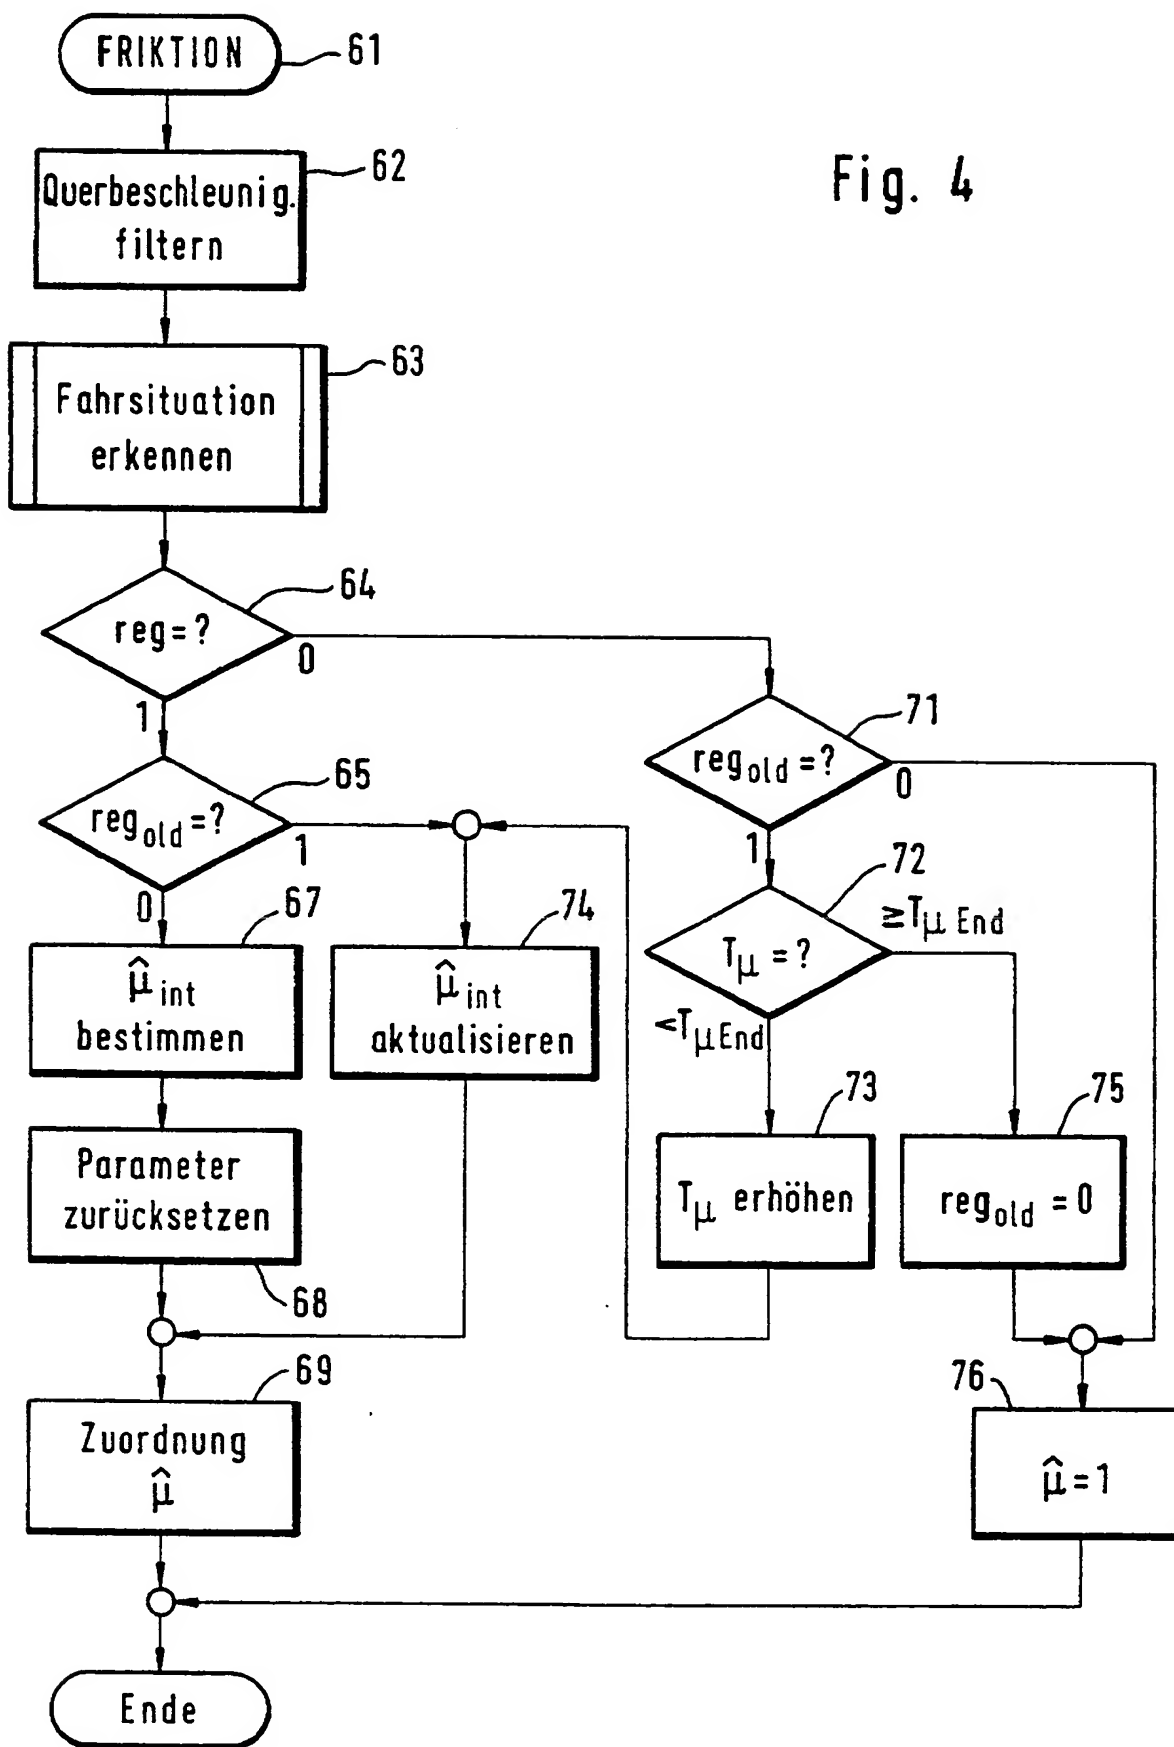 FRIKTION
61
Fig. 4
Querbeschleunig.
filtern
62
Fahrsituation
erkennen
63
reg=?
64
0
1
reg_old=?
65
1
0
reg_old=?
71
0
1
T_μ=?
72
≥T_μ End
<T_μ End
μ̂_int
bestimmen
67
μ̂_int
aktualisieren
74
Parameter
zurücksetzen
68
T_μ erhöhen
73
reg_old = 0
75
Zuordnung
μ̂
69
μ̂=1
76
Ende